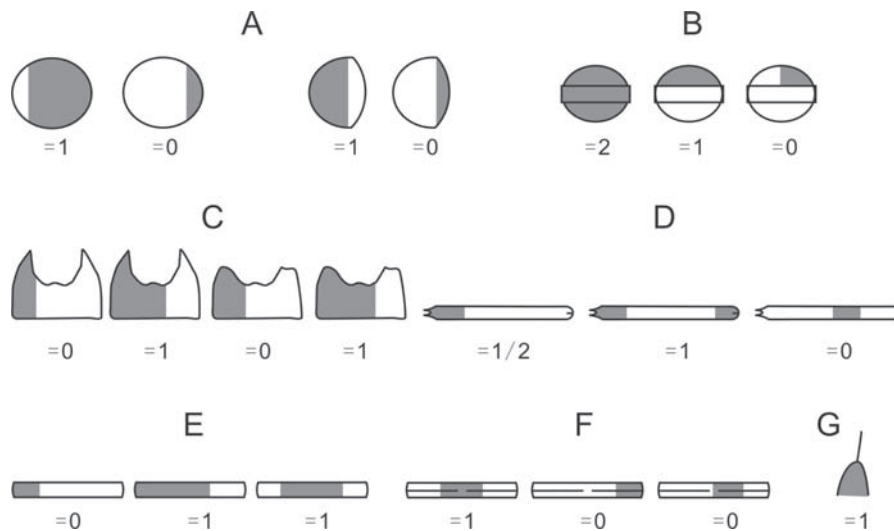 A B
=1 =0 =1 =0 =2 =1 =0
C D
=0 =1 =0 =1 =1/2 =1 =0
E F G
=0 =1 =1 =1 =0 =0 =1